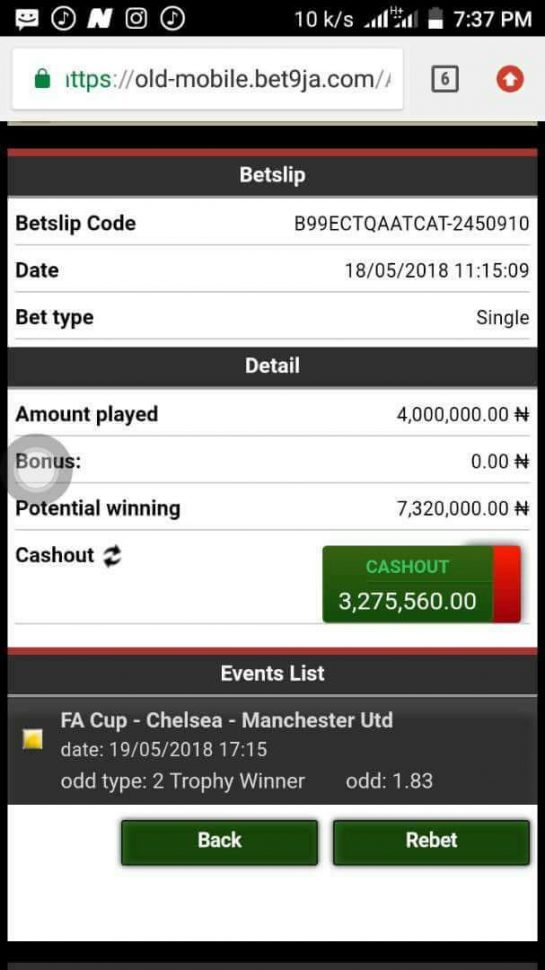 10 k/s H+ 7:37 PM
ttps://old-mobile.bet9ja.com/ 6
Betslip
Betslip Code B99ECTQAATCAT-2450910
Date 18/05/2018 11:15:09
Bet type Single
Detail
Amount played 4,000,000.00 ₦
Bonus: 0.00 ₦
Potential winning 7,320,000.00 ₦
Cashout CASHOUT
3,275,560.00
Events List
FA Cup - Chelsea - Manchester Utd
date: 19/05/2018 17:15
odd type: 2 Trophy Winner odd: 1.83
Back Rebet